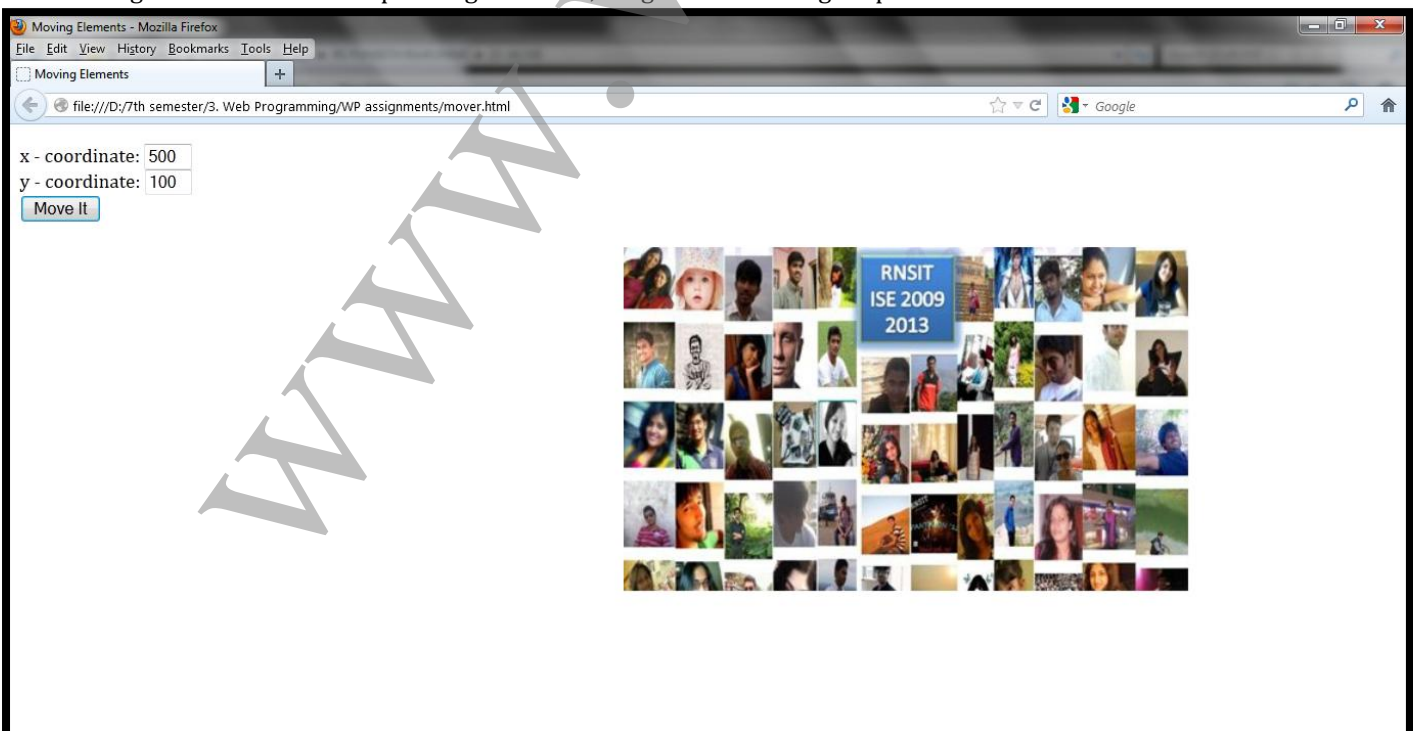 Moving Elements - Mozilla Firefox
File Edit View History Bookmarks Tools Help
Moving Elements +
file:///D:/7th semester/3. Web Programming/WP assignments/mover.html
Google
x - coordinate: 500
y - coordinate: 100
Move It
RNSIT
ISE 2009
2013
www.